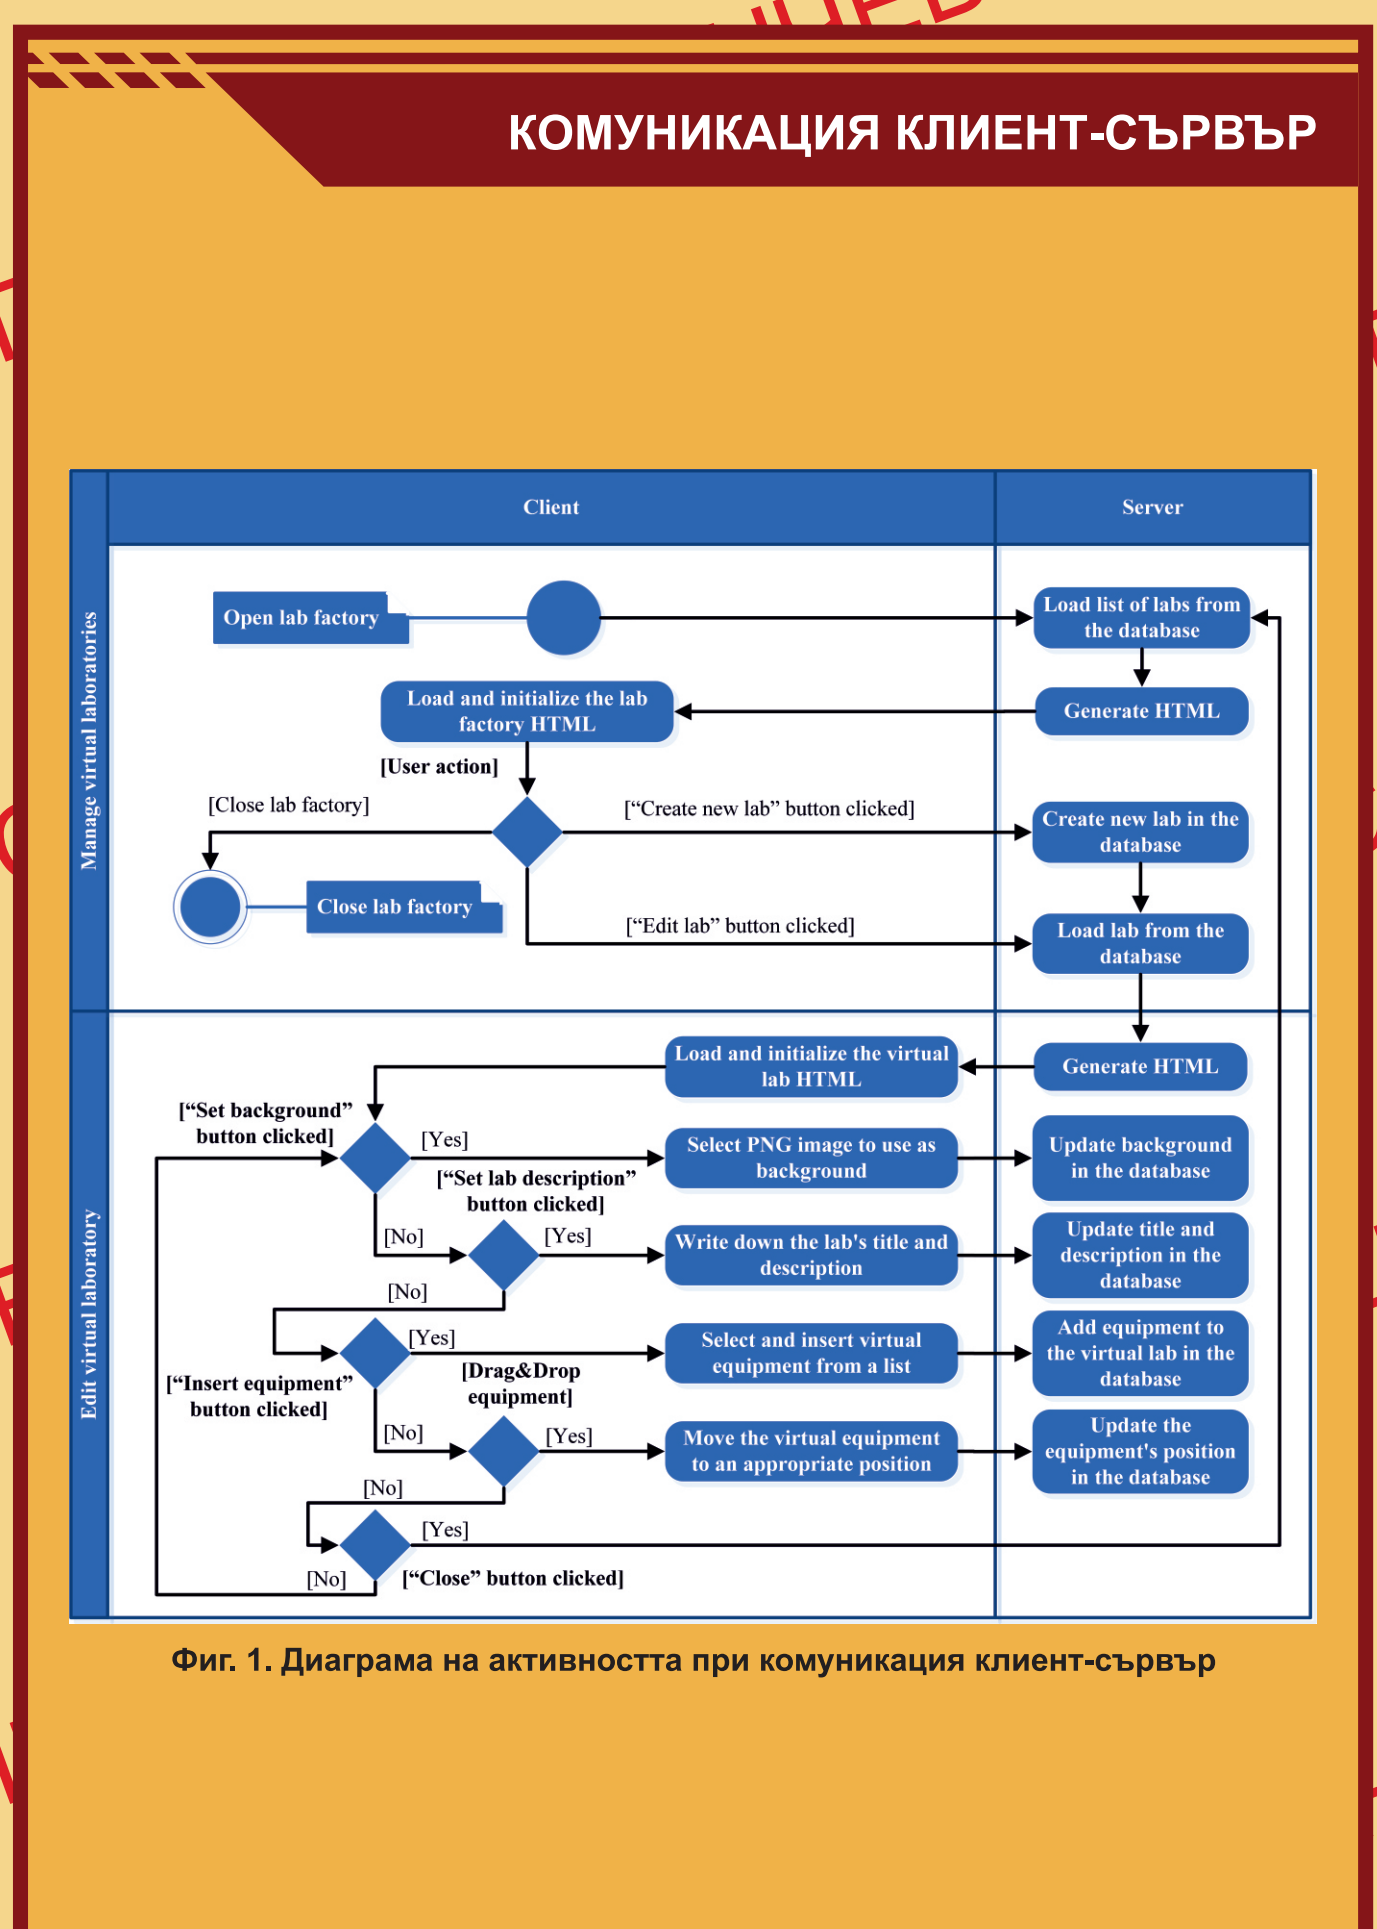 КОМУНИКАЦИЯ КЛИЕНТ-СЪРВЪР
Client
Server
Manage virtual laboratories
Open lab factory
Load list of labs from
the database
Load and initialize the lab
factory HTML
Generate HTML
[User action]
[Close lab factory]
[“Create new lab” button clicked]
Create new lab in the
database
Close lab factory
[“Edit lab” button clicked]
Load lab from the
database
Edit virtual laboratory
Load and initialize the virtual
lab HTML
Generate HTML
[“Set background”
button clicked]
[Yes]
Select PNG image to use as
background
Update background
in the database
[“Set lab description”
button clicked]
[No]
[Yes]
Write down the lab's title and
description
Update title and
description in the
database
[No]
[Yes]
Select and insert virtual
equipment from a list
Add equipment to
the virtual lab in the
database
[“Insert equipment”
button clicked]
[Drag&Drop
equipment]
[No]
[Yes]
Move the virtual equipment
to an appropriate position
Update the
equipment's position
in the database
[No]
[Yes]
[No]
[“Close” button clicked]
Фиг. 1. Диаграма на активността при комуникация клиент-сървър